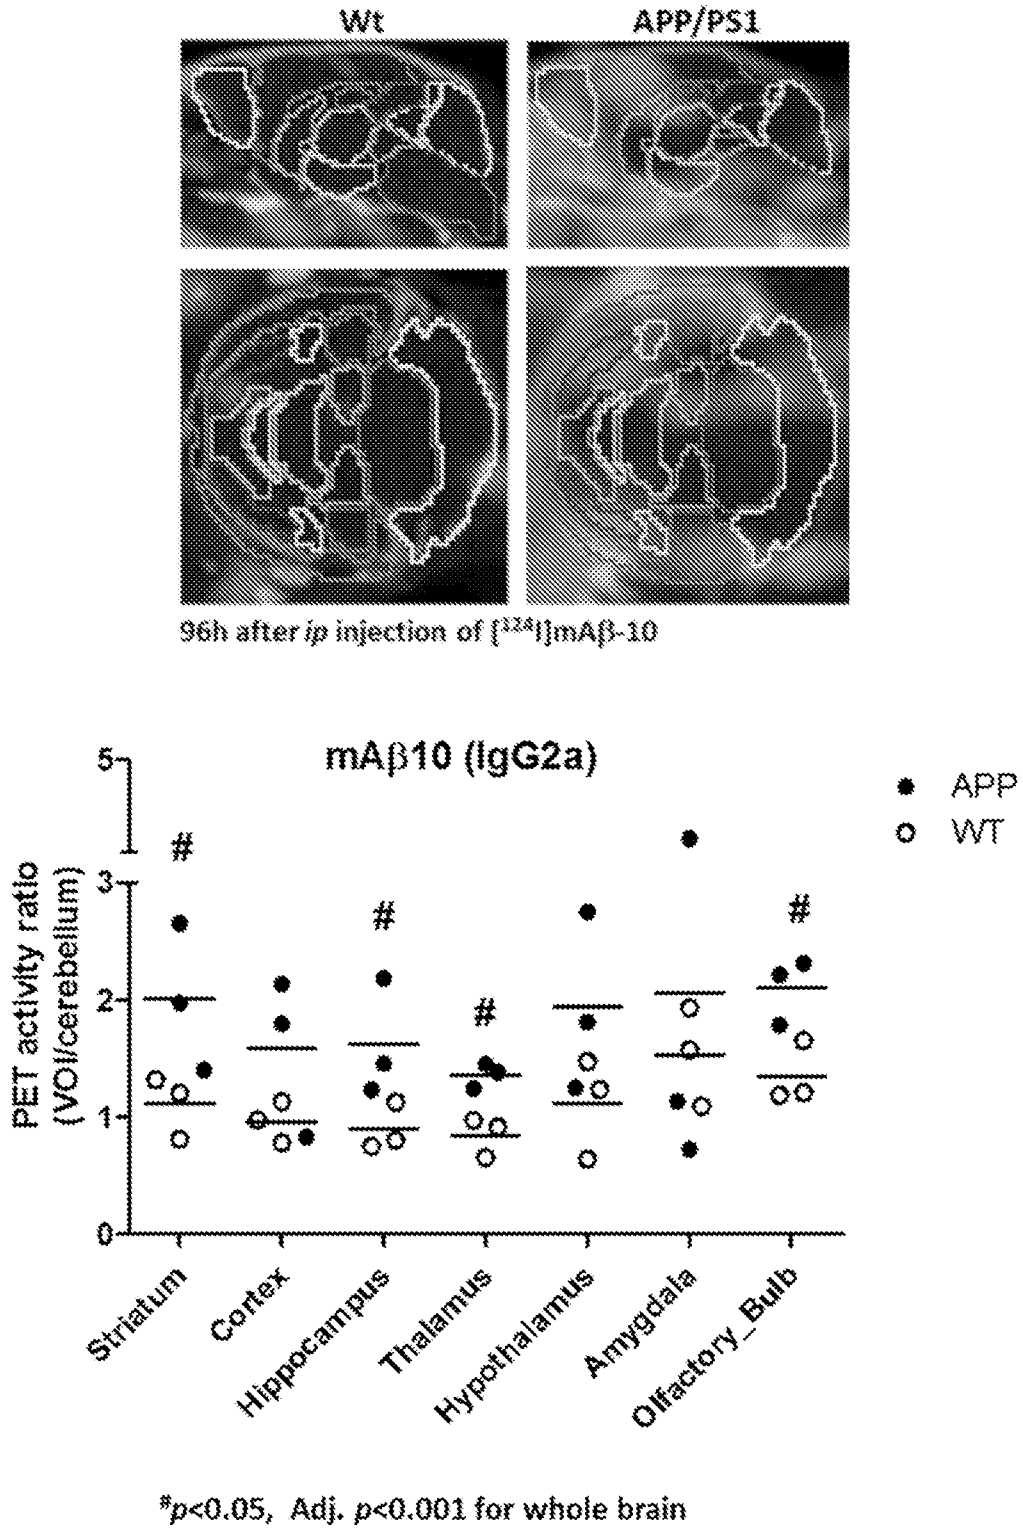 Wt APP/PS1
96h after ip injection of [¹²⁴I]mAβ-10
mAβ10 (IgG2a)
APP
WT
PET activity ratio
(VOI/cerebellum)
5
3
2
1
0
#
#
#
#
Striatum
Cortex
Hippocampus
Thalamus
Hypothalamus
Amygdala
Olfactory_Bulb
#p<0.05, Adj. p<0.001 for whole brain